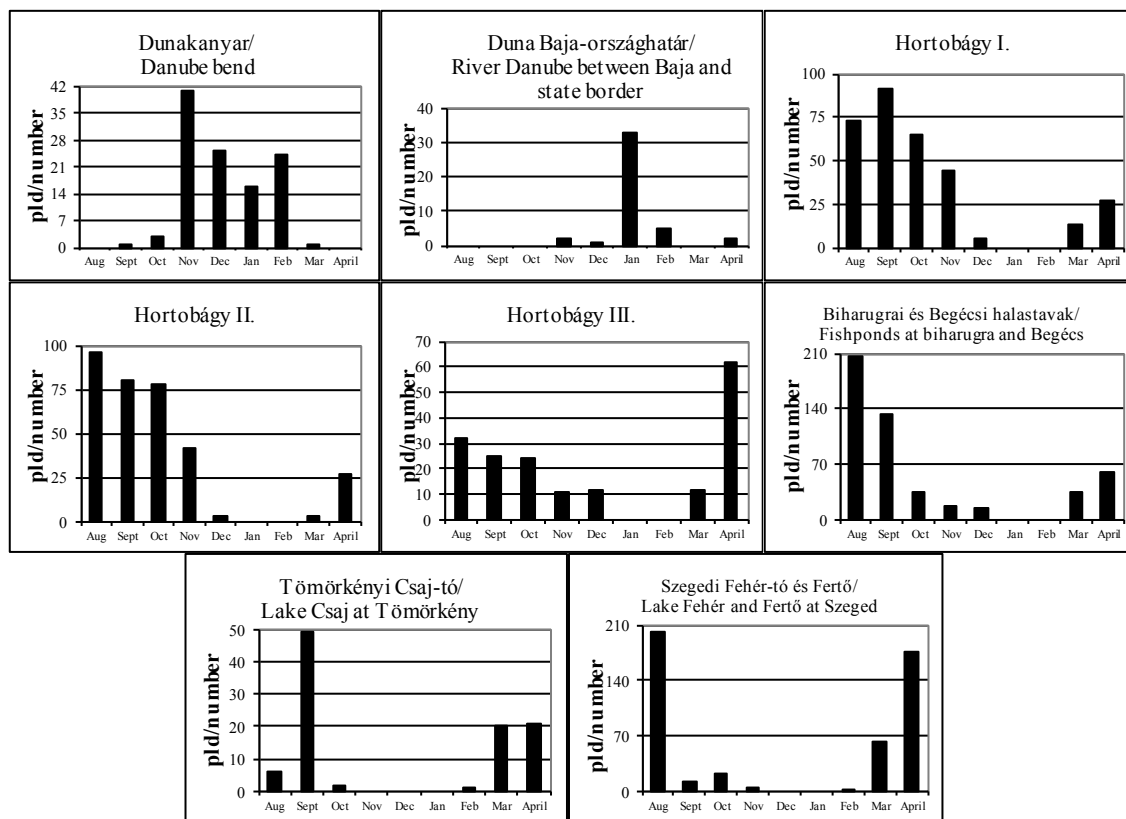 Dunakanyar/
Danube bend
pld/number
42
35
28
21
14
7
0
Aug Sept Oct Nov Dec Jan Feb Mar April
Duna Baja-országhatár/
River Danube between Baja and
state border
pld/number
40
30
20
10
0
Aug Sept Oct Nov Dec Jan Feb Mar April
Hortobágy I.
pld/number
100
75
50
25
0
Aug Sept Oct Nov Dec Jan Feb Mar April
Hortobágy II.
pld/number
100
75
50
25
0
Aug Sept Oct Nov Dec Jan Feb Mar April
Hortobágy III.
pld/number
70
60
50
40
30
20
10
0
Aug Sept Oct Nov Dec Jan Feb Mar April
Biharugrai és Begécsi halastavak/
Fishponds at biharugra and Begécs
pld/number
210
140
70
0
Aug Sept Oct Nov Dec Jan Feb Mar April
Tömörkényi Csaj-tó/
Lake Csaj at Tömörkény
pld/number
50
40
30
20
10
0
Aug Sept Oct Nov Dec Jan Feb Mar April
Szegedi Fehér-tó és Fertő/
Lake Fehér and Fertő at Szeged
pld/number
210
140
70
0
Aug Sept Oct Nov Dec Jan Feb Mar April